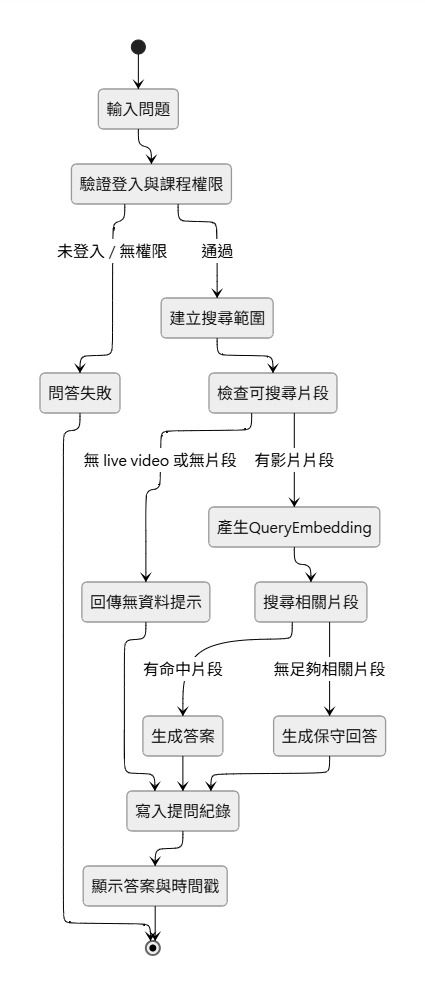 輸入問題
驗證登入與課程權限
未登入 / 無權限
通過
建立搜尋範圍
問答失敗
檢查可搜尋片段
無 live video 或無片段
有影片片段
產生QueryEmbedding
回傳無資料提示
搜尋相關片段
有命中片段
無足夠相關片段
生成答案
生成保守回答
寫入提問紀錄
顯示答案與時間戳